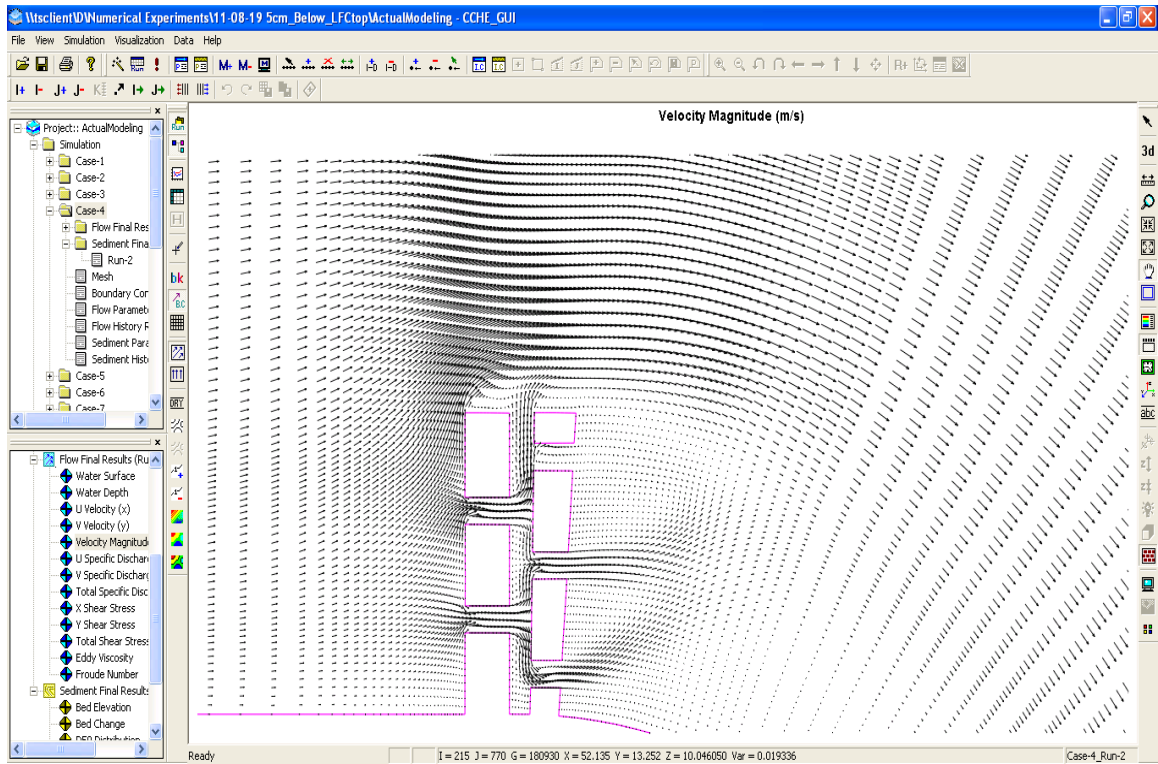 \\tsclient\D\Numerical Experiments\11-08-19 5cm_Below_LFCtop\ActualModeling - CCHE_GUI
File View Simulation Visualization Data Help
Run
M+ M- M
I.C I.C
R+
I+ I- J+ J- K I+ J+
Project:: ActualModeling
Simulation
Case-1
Case-2
Case-3
Case-4
Flow Final Res
Sediment Fina
Run-2
Mesh
Boundary Con
Flow Paramet
Flow History R
Sediment Para
Sediment Hist
Case-5
Case-6
Case-7
Flow Final Results (Ru
Water Surface
Water Depth
U Velocity (x)
V Velocity (y)
Velocity Magnitud
U Specific Dischar
V Specific Discharg
Total Specific Disc
X Shear Stress
Y Shear Stress
Total Shear Stress
Eddy Viscosity
Froude Number
Sediment Final Results
Bed Elevation
Bed Change
Run
H
bk
B.C
DRY
Velocity Magnitude (m/s)
3d
abc
Ready
I = 215 J = 770 G = 180930 X = 52.135 Y = 13.252 Z = 10.046050 Var = 0.019336
Case-4_Run-2